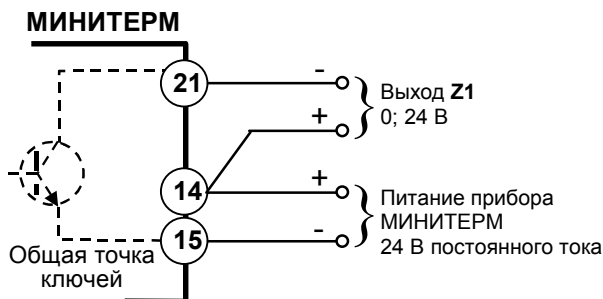 МИНИТЕРМ
21
-
+
Выход Z1
0; 24 В
14
+
15
-
Питание прибора
МИНИТЕРМ
24 В постоянного тока
Общая точка
ключей